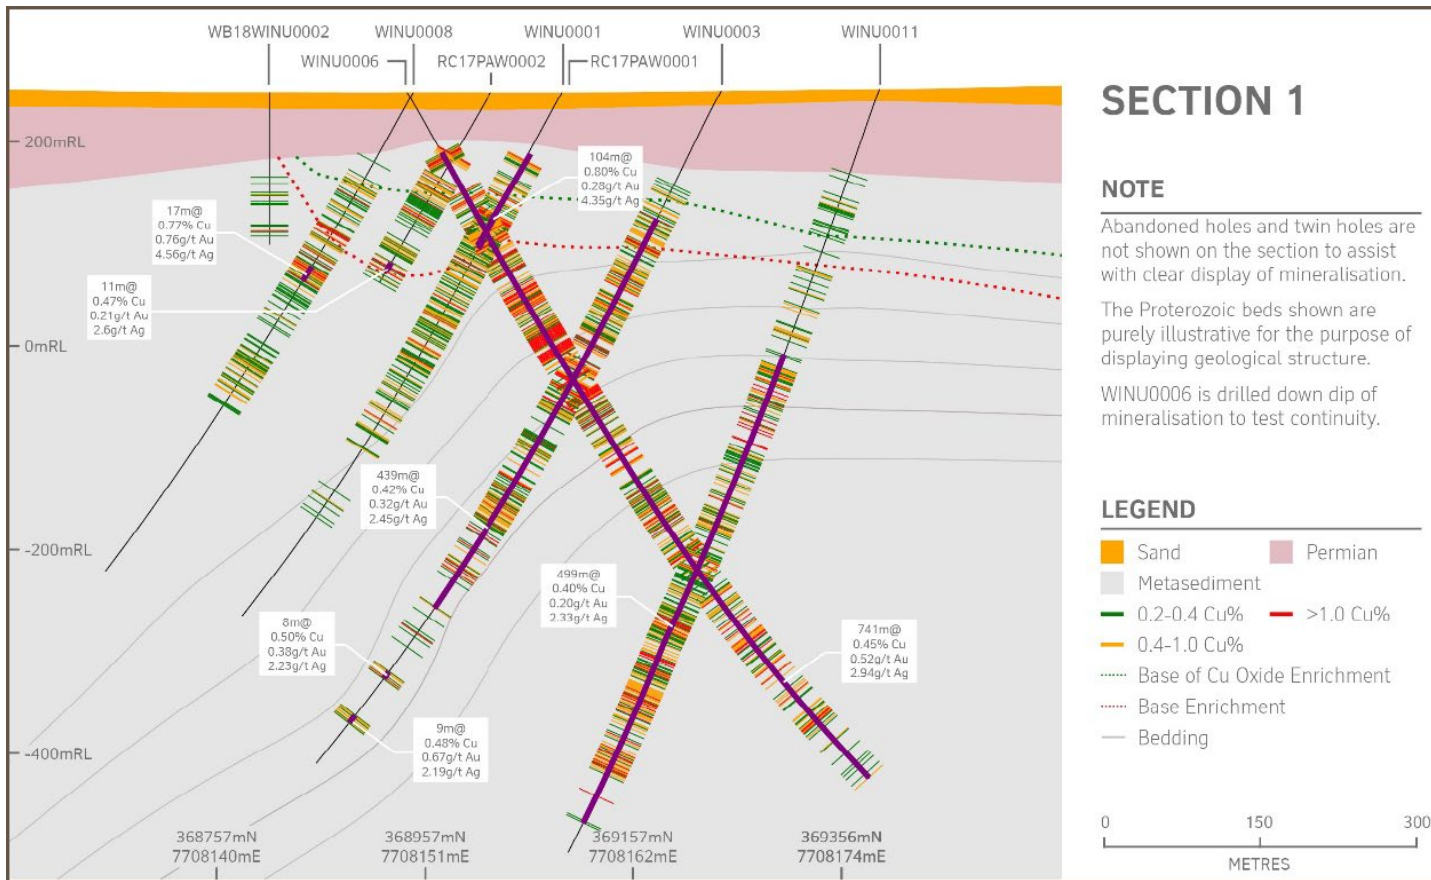 WB18WINU0002
WINU0008
WINU0001
WINU0003
WINU0011
WINU0006
RC17PAW0002
RC17PAW0001
SECTION 1
200mRL
0mRL
-200mRL
-400mRL
104m@
0.80% Cu
0.28g/t Au
4.35g/t Ag
17m@
0.77% Cu
0.76g/t Au
4.56g/t Ag
11m@
0.47% Cu
0.21g/t Au
2.6g/t Ag
439m@
0.42% Cu
0.32g/t Au
2.45g/t Ag
499m@
0.40% Cu
0.20g/t Au
2.33g/t Ag
8m@
0.50% Cu
0.38g/t Au
2.23g/t Ag
741m@
0.45% Cu
0.52g/t Au
2.94g/t Ag
9m@
0.48% Cu
0.67g/t Au
2.19g/t Ag
368757mN
7708140mE
368957mN
7708151mE
369157mN
7708162mE
369356mN
7708174mE
NOTE
Abandoned holes and twin holes are
not shown on the section to assist
with clear display of mineralisation.
The Proterozoic beds shown are
purely illustrative for the purpose of
displaying geological structure.
WINU0006 is drilled down dip of
mineralisation to test continuity.
LEGEND
Sand
Permian
Metasediment
0.2-0.4 Cu%
>1.0 Cu%
0.4-1.0 Cu%
Base of Cu Oxide Enrichment
Base Enrichment
Bedding
0 150 300
METRES